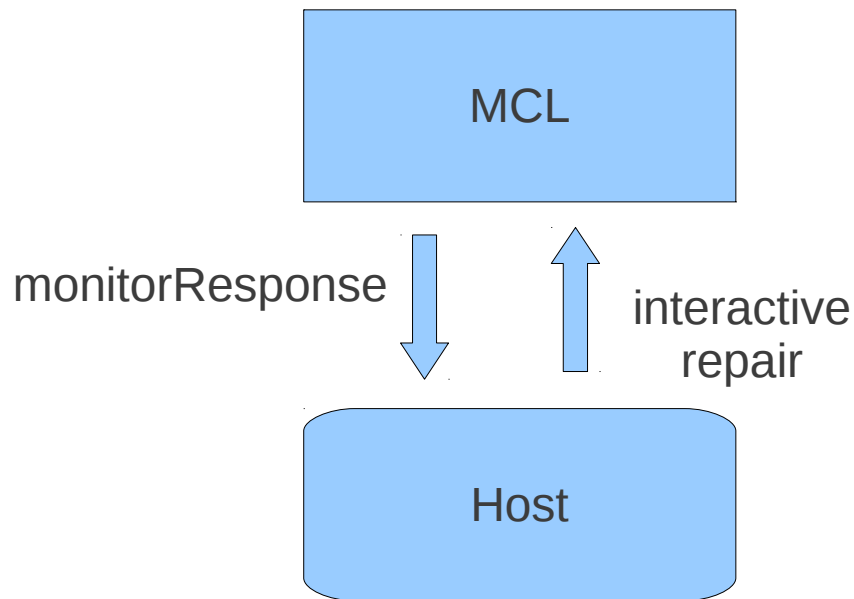 MCL
monitorResponse
interactive
repair
Host